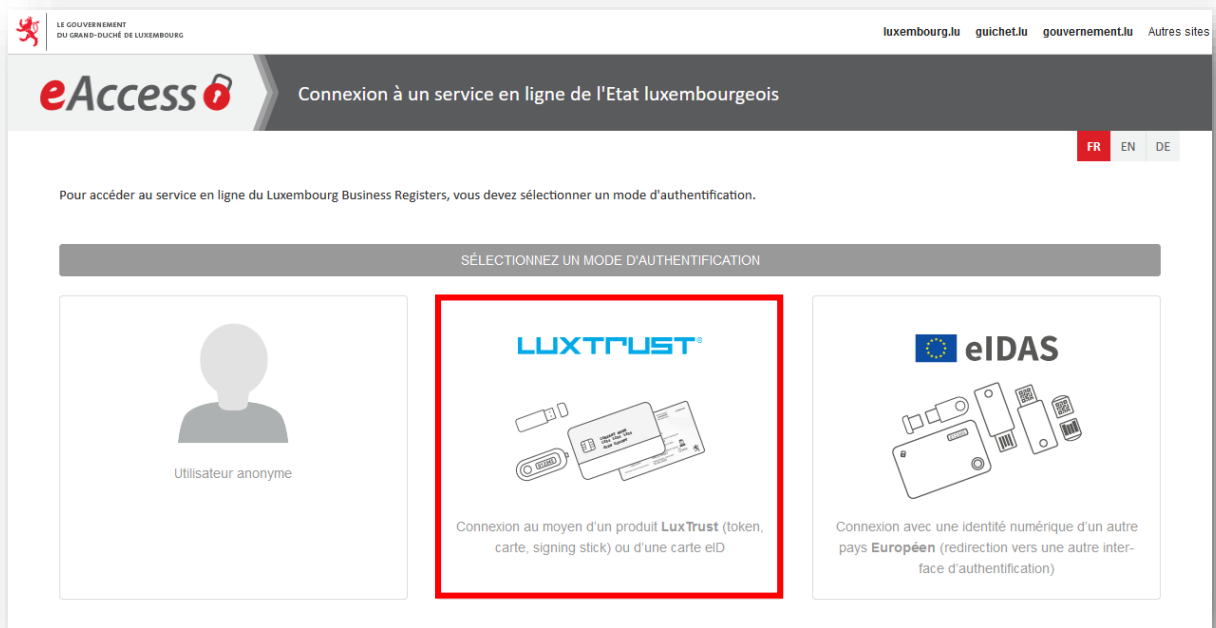 LE GOUVERNEMENT
DU GRAND-DUCHÉ DE LUXEMBOURG
luxembourg.lu guichet.lu gouvernement.lu Autres sites
eAccess
Connexion à un service en ligne de l'Etat luxembourgeois
FR EN DE
Pour accéder au service en ligne du Luxembourg Business Registers, vous devez sélectionner un mode d'authentification.
SÉLECTIONNEZ UN MODE D'AUTHENTIFICATION
Utilisateur anonyme
LUXTRUST®
Connexion au moyen d'un produit LuxTrust (token,
carte, signing stick) ou d'une carte eID
eIDAS
Connexion avec une identité numérique d'un autre
pays Européen (redirection vers une autre inter-
face d'authentification)